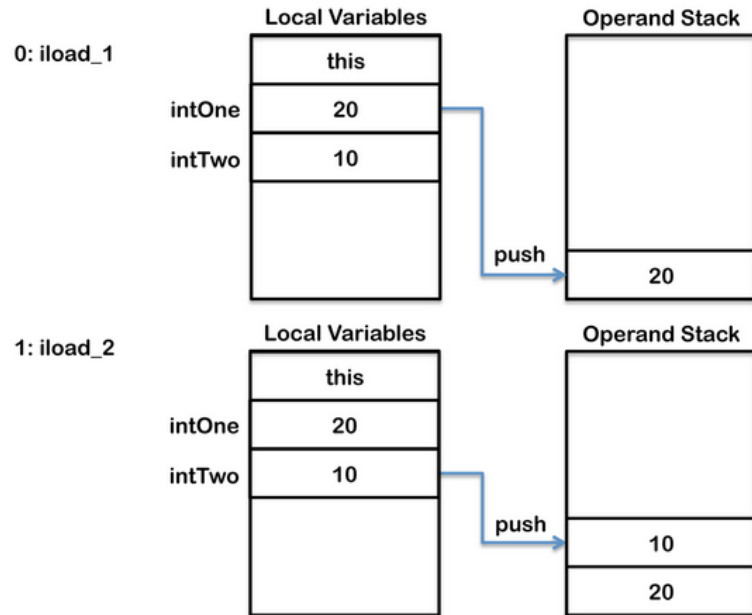 Local Variables Operand Stack
0: iload_1
this
intOne 20
intTwo 10
push
20
Local Variables Operand Stack
1: iload_2
this
intOne 20
intTwo 10
push
10
20